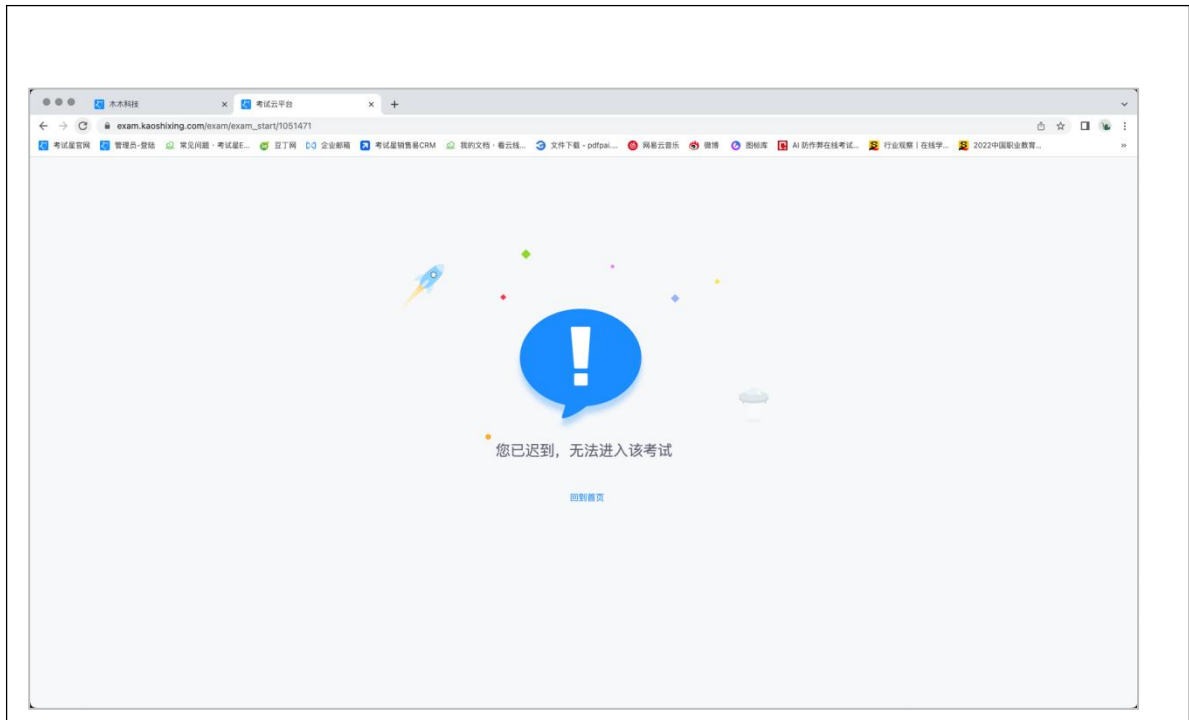 木木科技
考试云平台
exam.kaoshixing.com/exam/exam_start/1051471
考试星官网 管理员-登陆 常见问题 · 考试星E... 豆丁网 企业邮箱 考试星销售易CRM 我的文档 · 看云线... 文件下载 - pdfpai.... 网易云音乐 微博 图标库 AI 防作弊在线考试... 行业观察 | 在线学... 2022中国职业教育...
您已迟到，无法进入该考试
回到首页